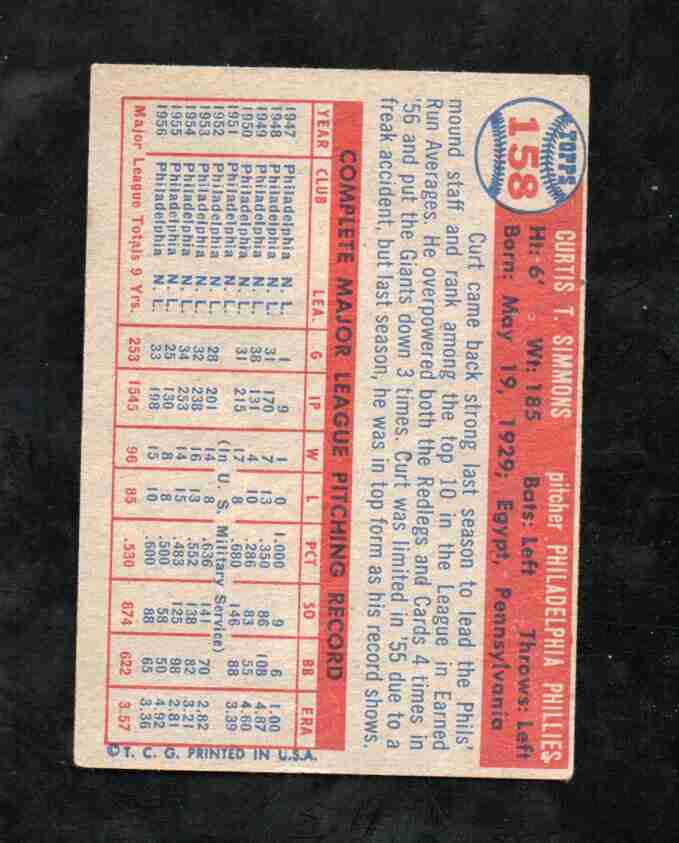 TOPPS
158
CURTIS T. SIMMONS pitcher PHILADELPHIA PHILLIES
Ht: 6' Wt: 185 Bats: Left Throws: Left
Born: May 19, 1929; Egypt, Pennsylvania
Curt came back strong last season to lead the Phils'
mound staff and rank among the top 10 in the League in Earned
Run Averages. He overpowered both the Redlegs and Cards 4 times in
'56 and put the Giants down 3 times. Curt was limited in '55 due to a
freak accident, but last season, he was in top form as his record shows.
COMPLETE MAJOR LEAGUE PITCHING RECORD
YEAR CLUB LEA. G IP W L PCT SO BB ERA
1947 Philadelphia N. L. 1 9 1 0 1.000 9 6 1.00
1948 Philadelphia N. L. 31 170 7 13 .350 86 108 4.87
1949 Philadelphia N. L. 38 131 4 10 .286 83 55 4.60
1950 Philadelphia N. L. 31 215 17 8 .680 146 88 3.39
1951 Philadelphia N. L. (In U. S. Military Service)
1952 Philadelphia N. L. 28 201 14 8 .636 141 70 2.82
1953 Philadelphia N. L. 32 238 16 13 .552 138 82 3.21
1954 Philadelphia N. L. 34 253 14 15 .483 125 98 2.81
1955 Philadelphia N. L. 25 130 8 8 .500 58 50 4.92
1956 Philadelphia N. L. 33 198 15 10 .600 88 65 3.36
Major League Totals 9 Yrs. 253 1545 96 85 .530 874 622 3.57
©T. C. G. PRINTED IN U.S.A.